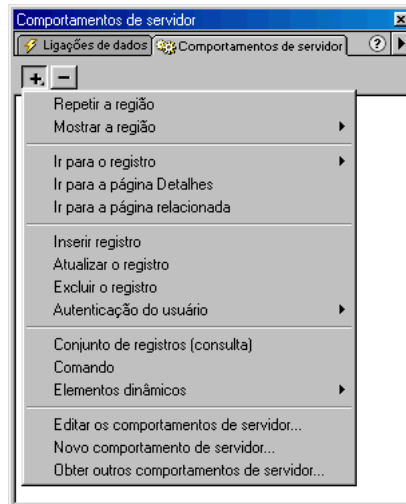 Comportamentos de servidor
Ligações de dados Comportamentos de servidor ?
Repetir a região
Mostrar a região
Ir para o registro
Ir para a página Detalhes
Ir para a página relacionada
Inserir registro
Atualizar o registro
Excluir o registro
Autenticação do usuário
Conjunto de registros (consulta)
Comando
Elementos dinâmicos
Editar os comportamentos de servidor...
Novo comportamento de servidor...
Obter outros comportamentos de servidor...